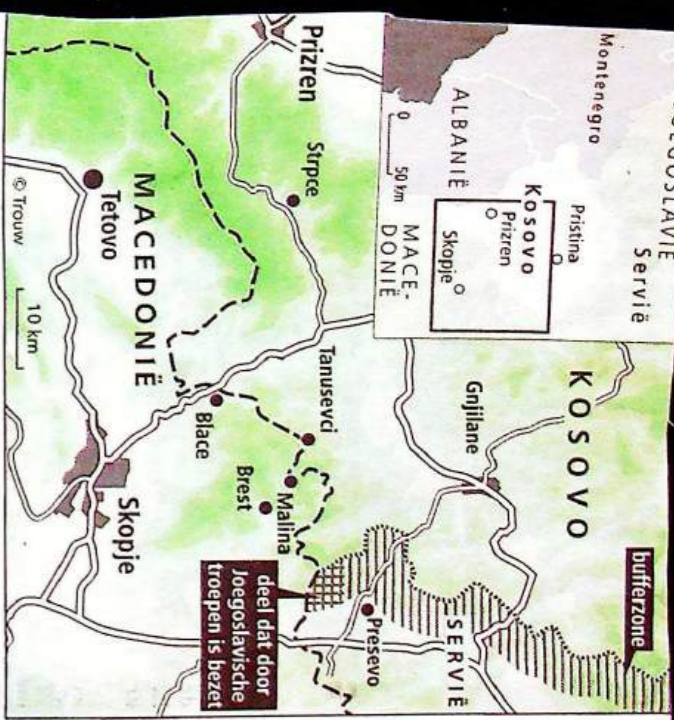 OEGOSLAVIË
Servië
Montenegro
Pristina
KOSOVO
Prizren
ALBANIË
Skopje
MACE-
DONIË
0 50 km
bufferzone
KOSOVO
Gnjilane
SERVIË
Presevo
deel dat door
Joegoslavische
troepen is bezet
Prizren
Strpce
Tanusevci
Malina
Brest
Blace
MACEDONIË
Tetovo
Skopje
10 km
© Trouw